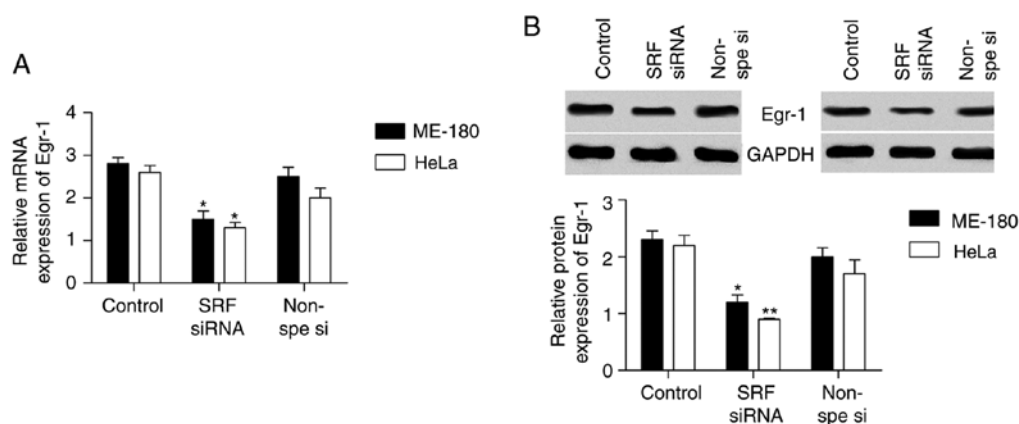 A
Relative mRNA
expression of Egr-1
4
3
2
1
0
*
*
Control
SRF
siRNA
Non-
spe si
ME-180
HeLa
B
Control
SRF
siRNA
Non-
spe si
Control
SRF
siRNA
Non-
spe si
Egr-1
GAPDH
Relative protein
expression of Egr-1
3
2
1
0
*
**
Control
SRF
siRNA
Non-
spe si
ME-180
HeLa